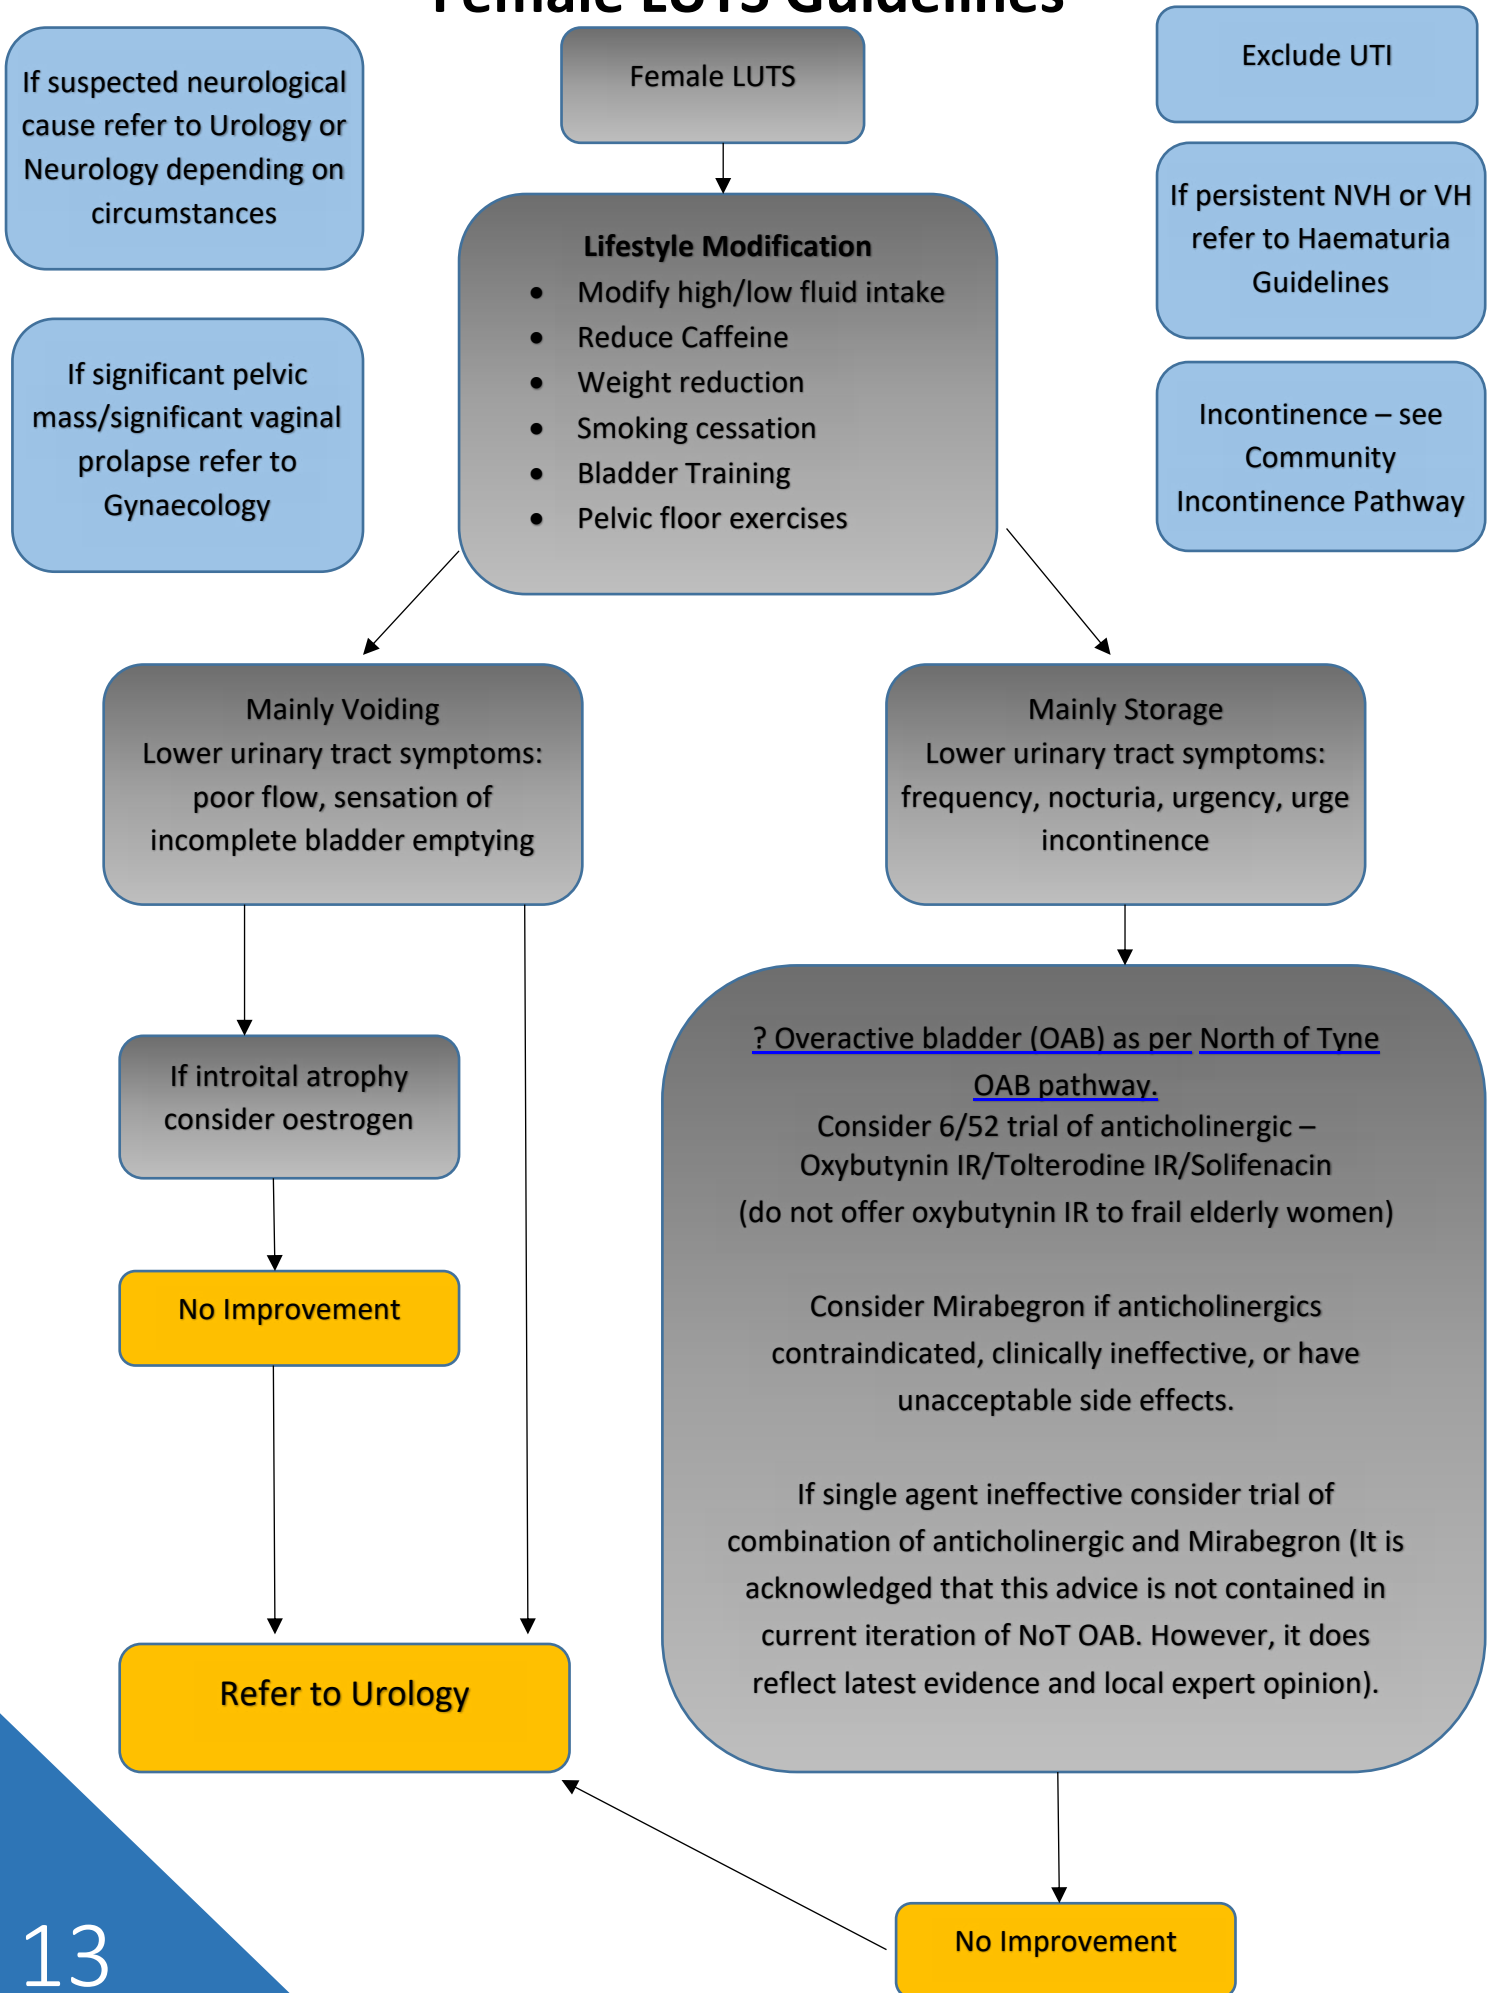 Female LUTS Guidelines
If suspected neurological
cause refer to Urology or
Neurology depending on
circumstances
Female LUTS
Exclude UTI
If persistent NVH or VH
refer to Haematuria
Guidelines
If significant pelvic
mass/significant vaginal
prolapse refer to
Gynaecology
Lifestyle Modification
• Modify high/low fluid intake
• Reduce Caffeine
• Weight reduction
• Smoking cessation
• Bladder Training
• Pelvic floor exercises
Incontinence – see
Community
Incontinence Pathway
Mainly Voiding
Lower urinary tract symptoms:
poor flow, sensation of
incomplete bladder emptying
Mainly Storage
Lower urinary tract symptoms:
frequency, nocturia, urgency, urge
incontinence
If introital atrophy
consider oestrogen
No Improvement
Refer to Urology
? Overactive bladder (OAB) as per North of Tyne
OAB pathway.
Consider 6/52 trial of anticholinergic –
Oxybutynin IR/Tolterodine IR/Solifenacin
(do not offer oxybutynin IR to frail elderly women)
Consider Mirabegron if anticholinergics
contraindicated, clinically ineffective, or have
unacceptable side effects.
If single agent ineffective consider trial of
combination of anticholinergic and Mirabegron (It is
acknowledged that this advice is not contained in
current iteration of NoT OAB. However, it does
reflect latest evidence and local expert opinion).
No Improvement
13